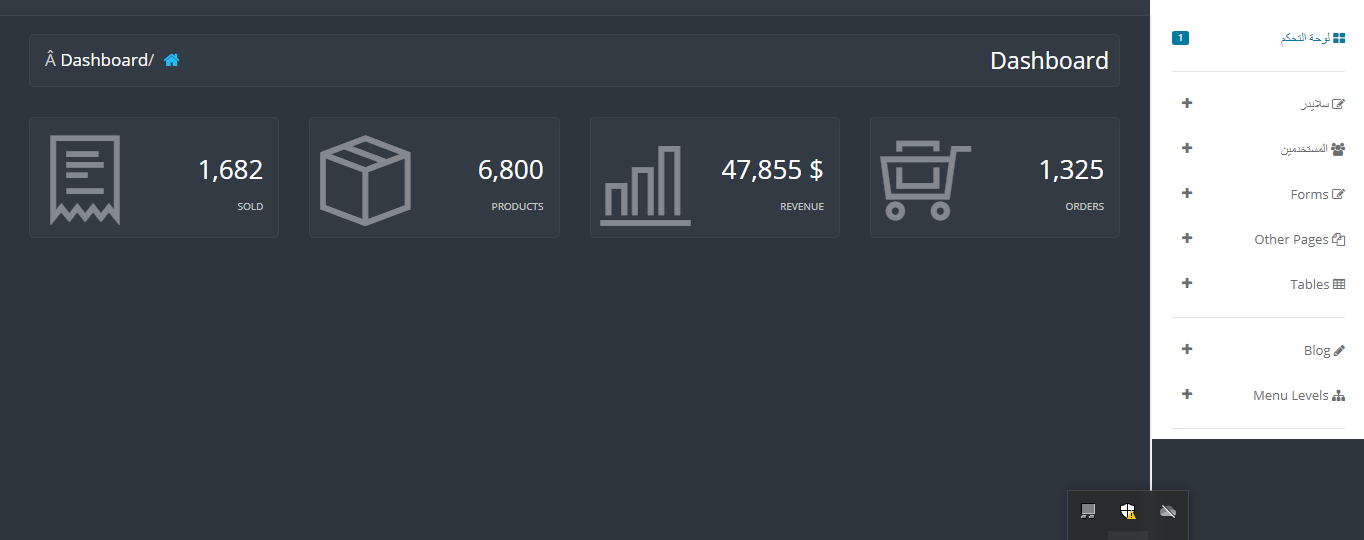 Â Dashboard/
Dashboard
1,682
SOLD
6,800
PRODUCTS
47,855 $
REVENUE
1,325
ORDERS
لوحة التحكم
1
سلايدر
المستخدمين
Forms
Other Pages
Tables
Blog
Menu Levels